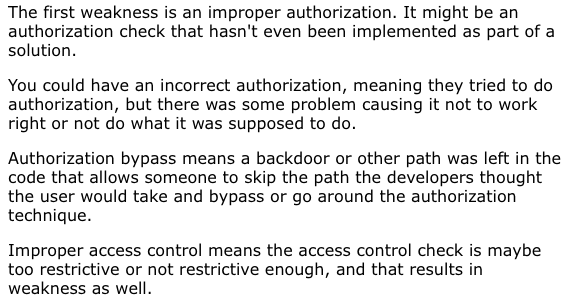 The first weakness is an improper authorization. It might be an
authorization check that hasn't even been implemented as part of a
solution.
You could have an incorrect authorization, meaning they tried to do
authorization, but there was some problem causing it not to work
right or not do what it was supposed to do.
Authorization bypass means a backdoor or other path was left in the
code that allows someone to skip the path the developers thought
the user would take and bypass or go around the authorization
technique.
Improper access control means the access control check is maybe
too restrictive or not restrictive enough, and that results in
weakness as well.